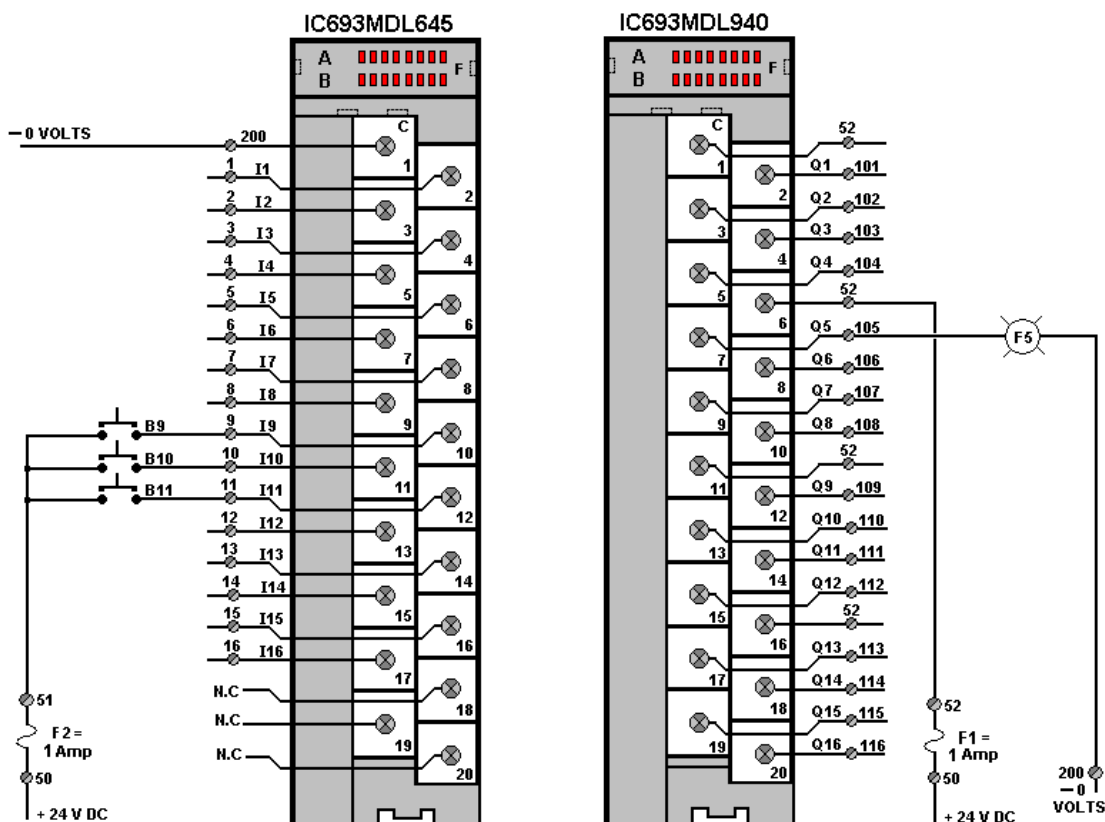 IC693MDL645
A
B
F
C
— 0 VOLTS
200
1
1 I1
2
2 I2
3
3 I3
4
4 I4
5
5 I5
6
6 I6
7
7 I7
8
8 I8
9
B9 9 I9
10
B10 10 I10
11
B11 11 I11
12
12 I12
13
13 I13
14
14 I14
15
15 I15
16
16 I16
17
N.C
18
N.C
19
N.C
20
51
F2 =
1 Amp
50
+ 24 V DC
IC693MDL940
A
B
F
C
52
1
Q1 101
2
Q2 102
3
Q3 103
4
Q4 104
5
52
6
Q5 105
F5
7
Q6 106
8
Q7 107
9
Q8 108
10
52
11
Q9 109
12
Q10 110
13
Q11 111
14
Q12 112
15
52
16
Q13 113
17
Q14 114
18
Q15 115
19
Q16 116
20
52
F1 =
1 Amp
50
+ 24 V DC
200
— 0
VOLTS